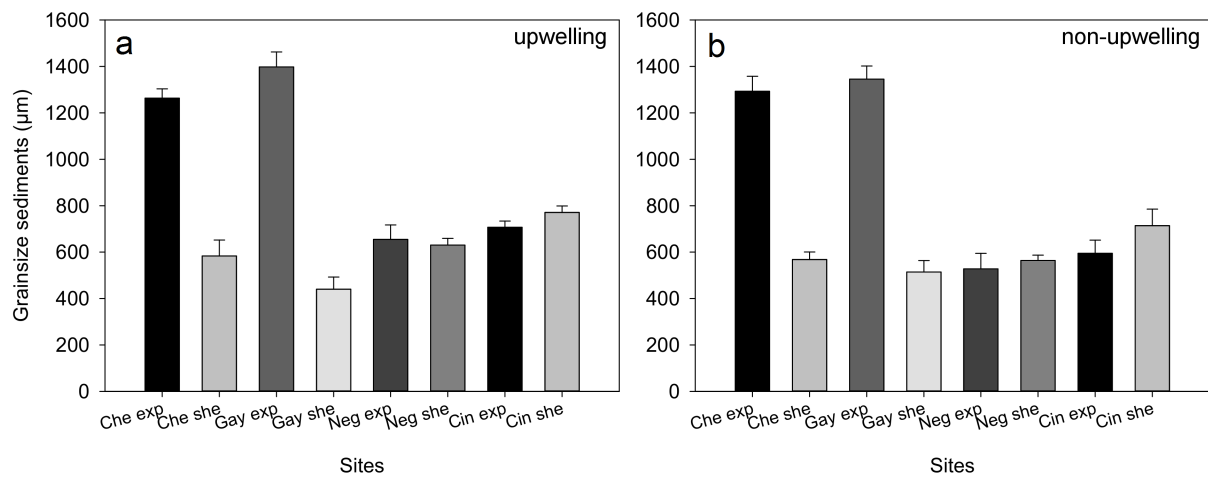 a
upwelling
Grainsize sediments (µm)
1600
1400
1200
1000
800
600
400
200
0
Che exp
Che she
Gay exp
Gay she
Neg exp
Neg she
Cin exp
Cin she
Sites
b
non-upwelling
1600
1400
1200
1000
800
600
400
200
0
Che exp
Che she
Gay exp
Gay she
Neg exp
Neg she
Cin exp
Cin she
Sites